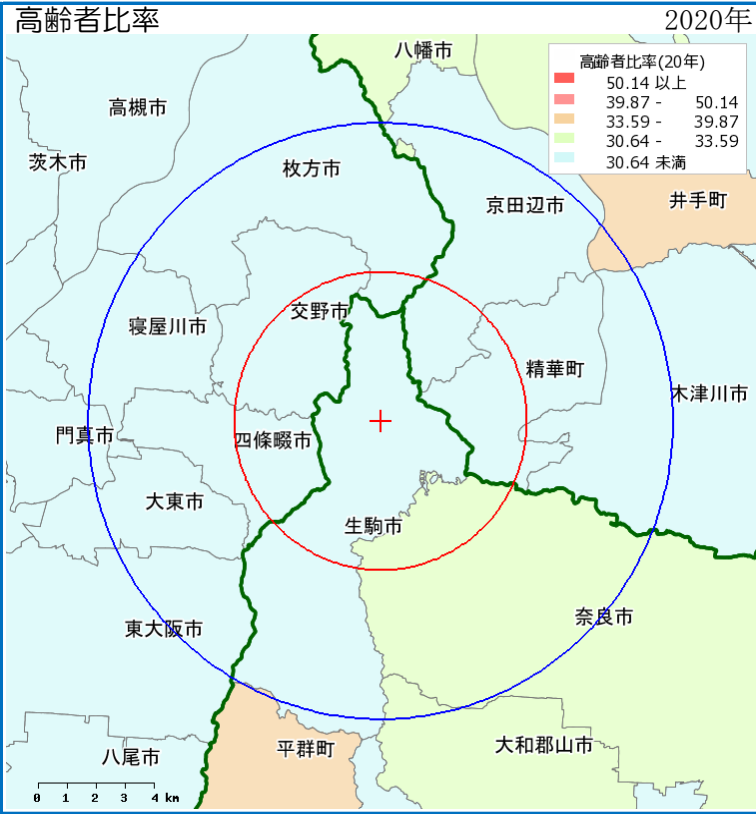 高齢者比率
2020年
八幡市
高齢者比率(20年)
50.14 以上
39.87 - 50.14
33.59 - 39.87
30.64 - 33.59
30.64 未満
高槻市
茨木市
枚方市
京田辺市
井手町
交野市
寝屋川市
精華町
木津川市
門真市
四條畷市
大東市
生駒市
奈良市
東大阪市
大和郡山市
平群町
八尾市
0 1 2 3 4 km